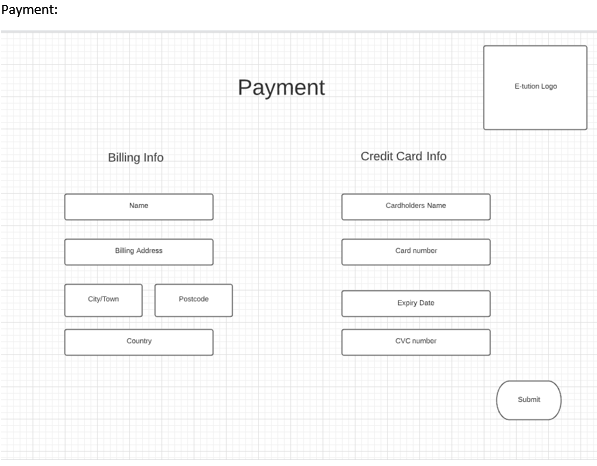 Payment:
Payment
E-tution Logo
Billing Info
Credit Card Info
Name
Cardholders Name
Billing Address
Card number
City/Town
Postcode
Expiry Date
Country
CVC number
Submit